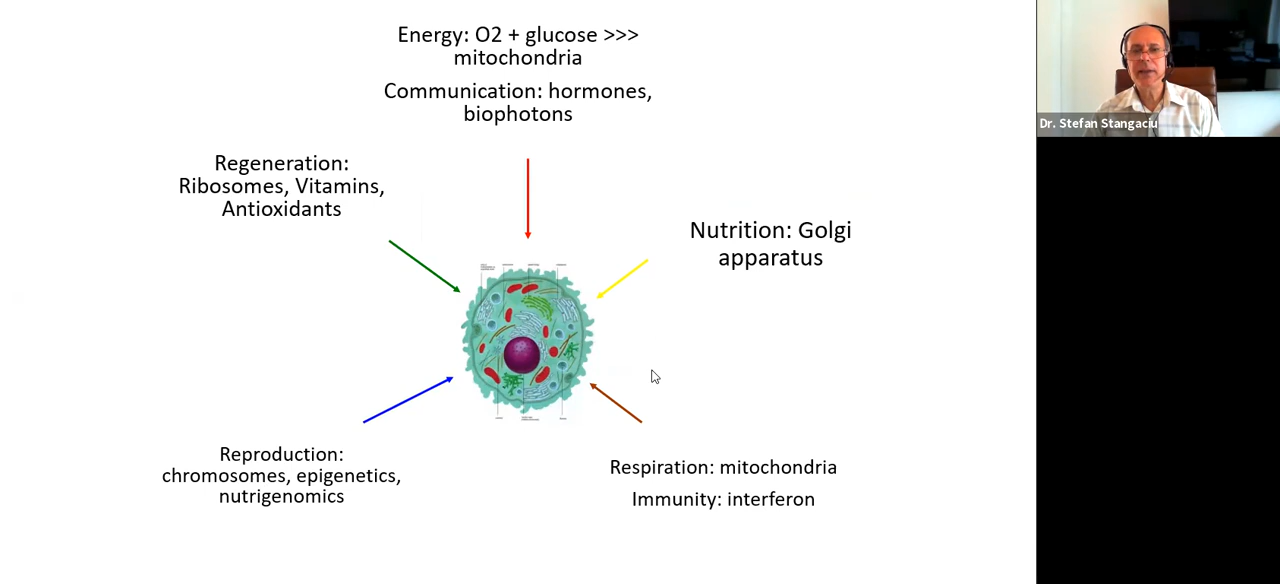 Energy: O2 + glucose >>>
mitochondria
Communication: hormones,
biophotons
Regeneration:
Ribosomes, Vitamins,
Antioxidants
Nutrition: Golgi
apparatus
Reproduction:
chromosomes, epigenetics,
nutrigenomics
Respiration: mitochondria
Immunity: interferon
Dr. Stefan Stangaciu